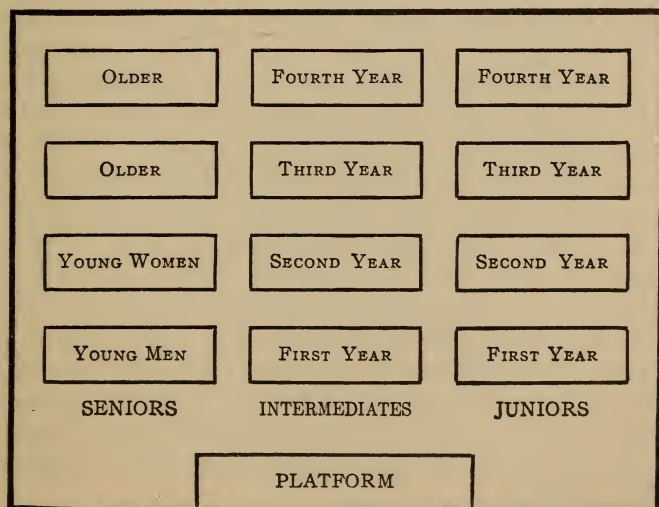 OLDER FOURTH YEAR FOURTH YEAR
OLDER THIRD YEAR THIRD YEAR
YOUNG WOMEN SECOND YEAR SECOND YEAR
YOUNG MEN FIRST YEAR FIRST YEAR
SENIORS INTERMEDIATES JUNIORS
PLATFORM